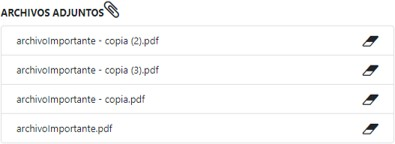 ARCHIVOS ADJUNTOS
archivoImportante - copia (2).pdf
archivoImportante - copia (3).pdf
archivoImportante - copia.pdf
archivoImportante.pdf